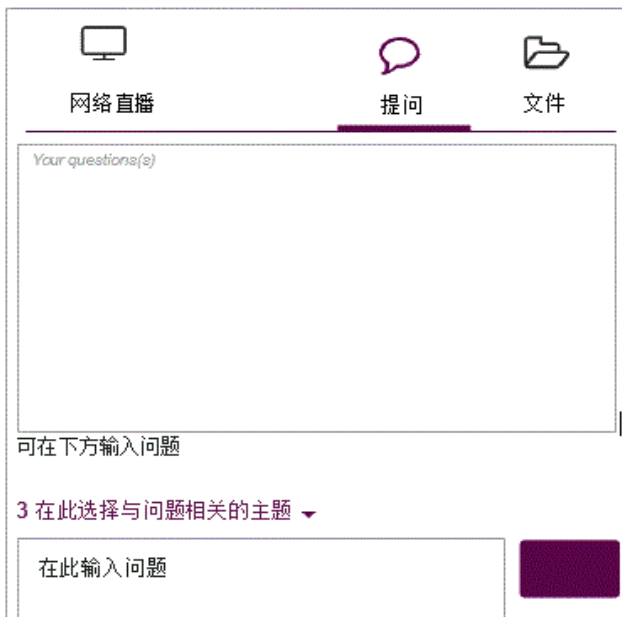 网络直播 提问 文件
Your questions(s)
可在下方输入问题
3 在此选择与问题相关的主题
在此输入问题